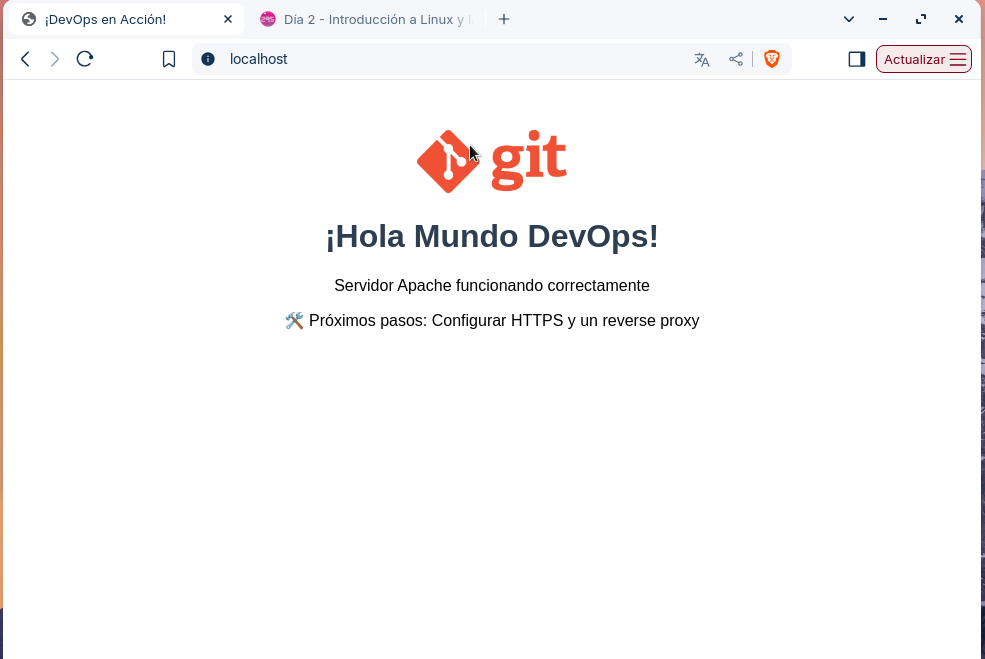 ¡DevOps en Acción!
295
Día 2 - Introducción a Linux y
localhost
Actualizar
git
¡Hola Mundo DevOps!
Servidor Apache funcionando correctamente
🛠️ Próximos pasos: Configurar HTTPS y un reverse proxy